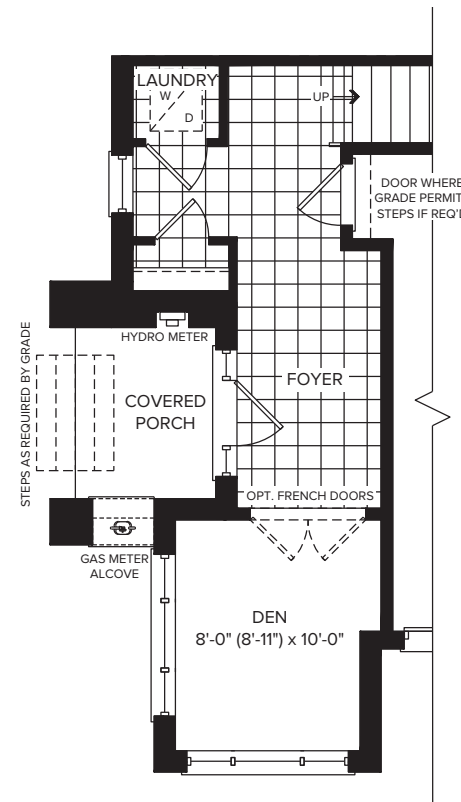 LAUNDRY
W
D
UP
DOOR WHERE
GRADE PERMIT
STEPS IF REQ'D
HYDRO METER
STEPS AS REQUIRED BY GRADE
COVERED
PORCH
FOYER
OPT. FRENCH DOORS
GAS METER
ALCOVE
DEN
8'-0" (8'-11") x 10'-0"